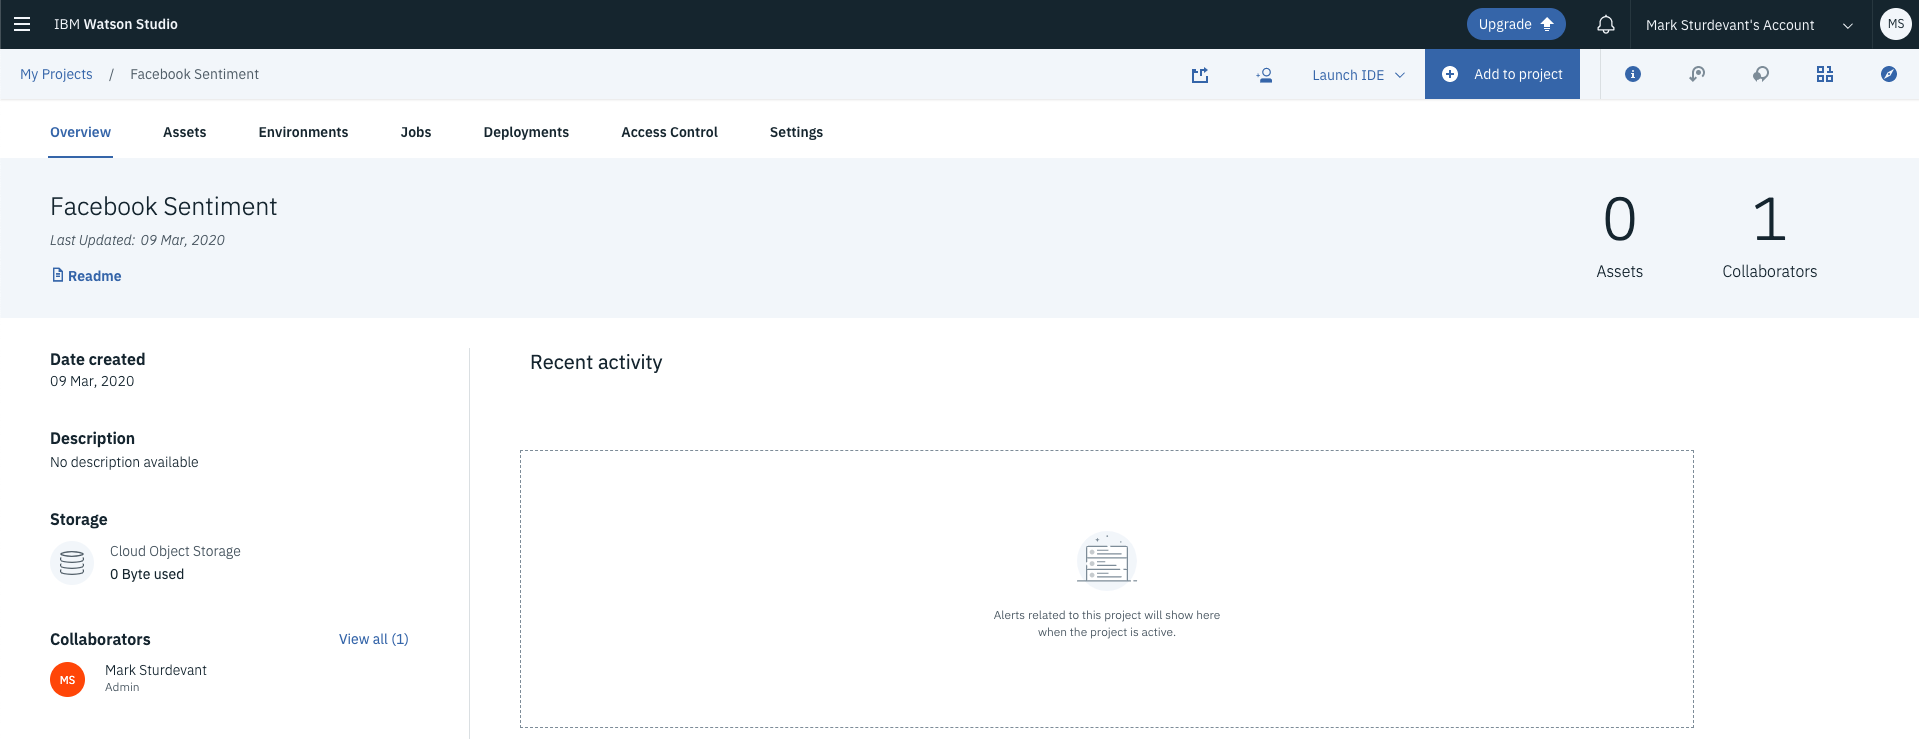 IBM Watson Studio
Upgrade
Mark Sturdevant's Account
MS
My Projects / Facebook Sentiment
Launch IDE
Add to project
Overview
Assets
Environments
Jobs
Deployments
Access Control
Settings
Facebook Sentiment
Last Updated: 09 Mar, 2020
Readme
0
Assets
1
Collaborators
Date created
09 Mar, 2020
Description
No description available
Storage
Cloud Object Storage
0 Byte used
Collaborators
View all (1)
MS
Mark Sturdevant
Admin
Recent activity
Alerts related to this project will show here
when the project is active.